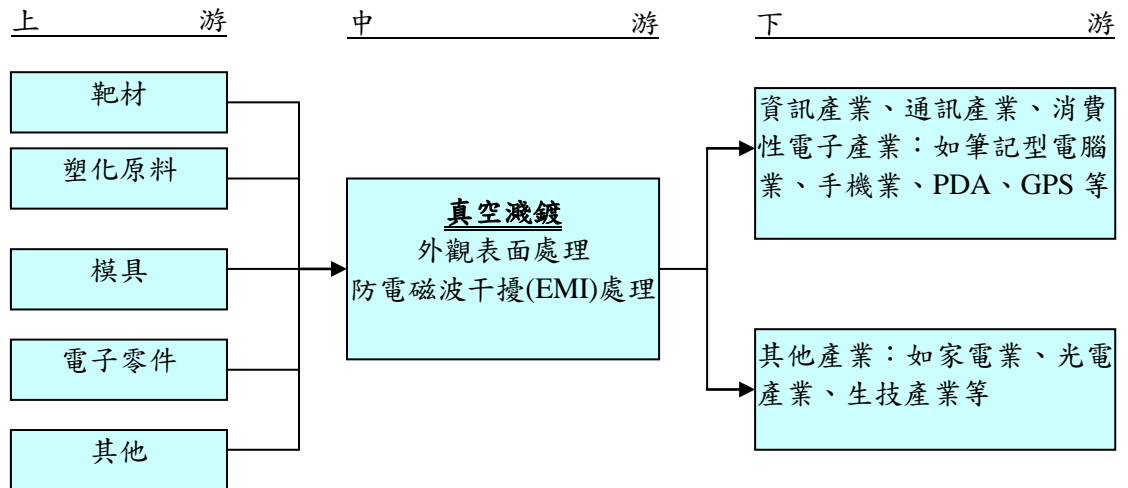 上游
中游
下游
靶材
塑化原料
模具
電子零件
其他
真空濺鍍
外觀表面處理
防電磁波干擾(EMI)處理
資訊產業、通訊產業、消費
性電子產業：如筆記型電腦
業、手機業、PDA、GPS 等
其他產業：如家電業、光電
產業、生技產業等